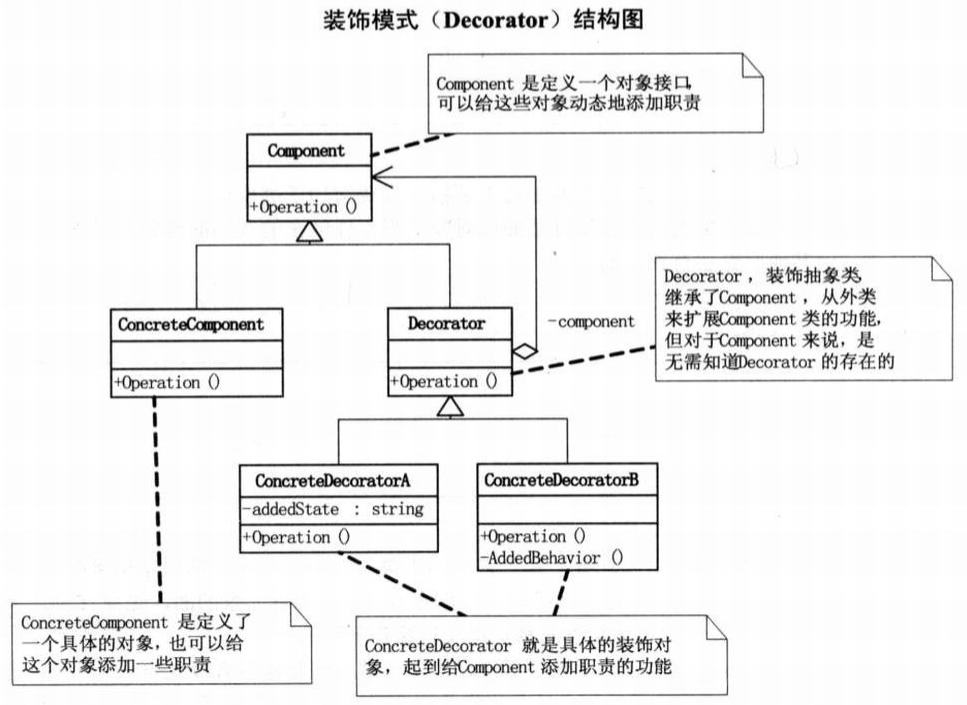 装饰模式（Decorator）结构图
Component 是定义一个对象接口,
可以给这些对象动态地添加职责
Component
+Operation ()
Decorator ，装饰抽象类,
继承了Component ，从外类
来扩展Component 类的功能,
但对于Component 来说，是
无需知道Decorator 的存在的
ConcreteComponent
+Operation ()
Decorator
+Operation ()
-component
ConcreteDecoratorA
-addedState : string
+Operation ()
ConcreteDecoratorB
+Operation ()
-AddedBehavior ()
ConcreteComponent 是定义了
一个具体的对象，也可以给
这个对象添加一些职责
ConcreteDecorator 就是具体的装饰对
象，起到给Component 添加职责的功能